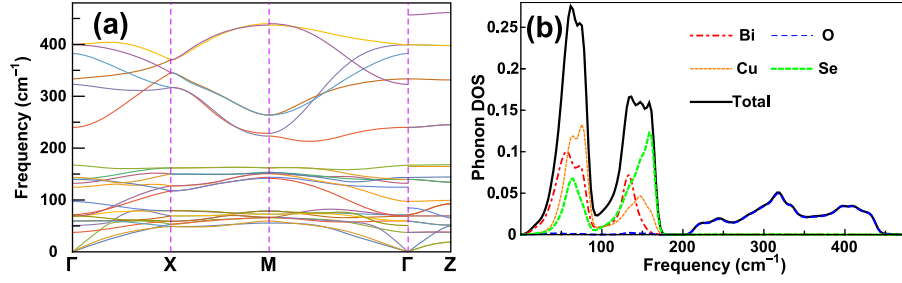 (a)
Frequency (cm⁻¹)
400
300
200
100
0
Γ X M Γ Z
(b)
Phonon DOS
0.25
0.2
0.15
0.1
0.05
0
Bi O
Cu Se
Total
0 100 200 300 400
Frequency (cm⁻¹)